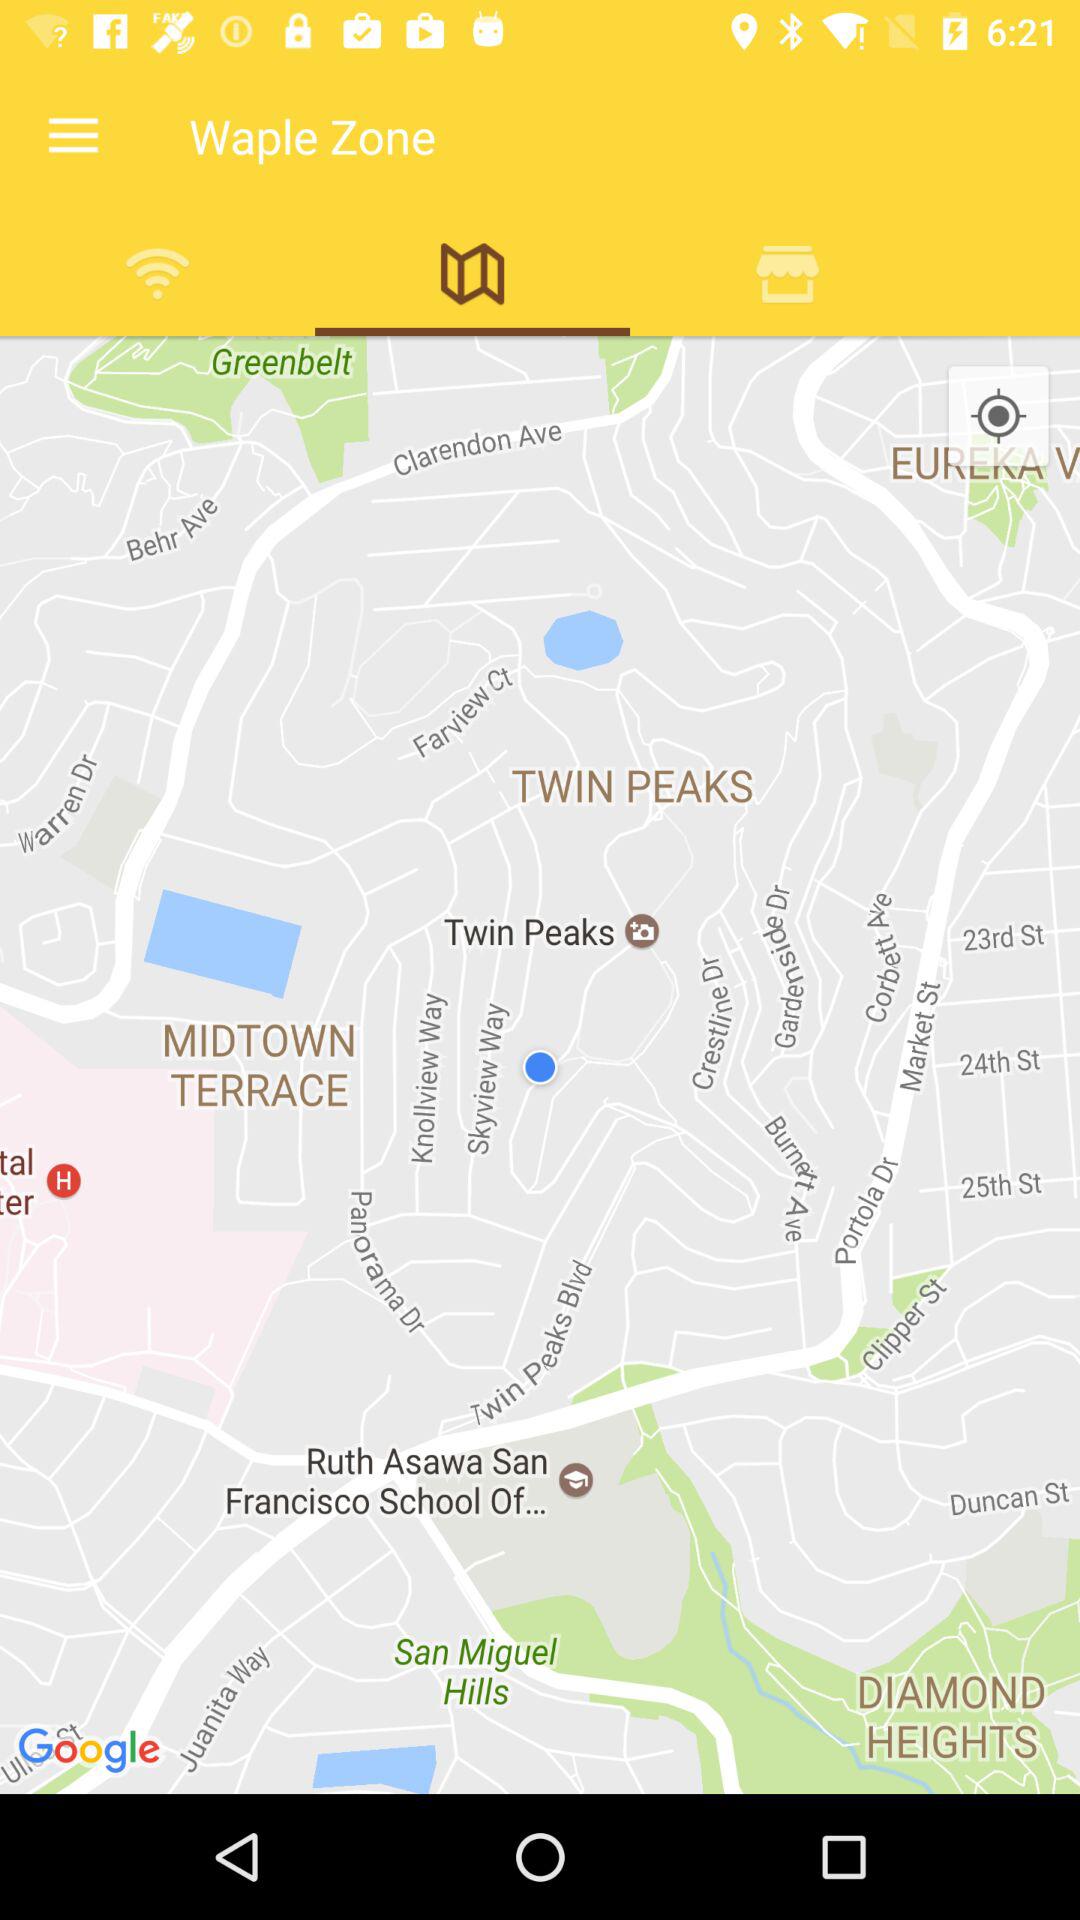 FAKE
6:21
Waple Zone
Greenbelt
Clarendon Ave
EUREKA V
Behr Ave
Farview Ct
Warren Dr
TWIN PEAKS
Twin Peaks
Gardenside Dr
Corbett Ave
23rd St
Crestline Dr
Market St
Knollview Way
Skyview Way
MIDTOWN
TERRACE
24th St
tal
ter
H
Burnett Ave
25th St
Portola Dr
Panorama Dr
Twin Peaks Blvd
Clipper St
Ruth Asawa San
Francisco School Of...
Duncan St
San Miguel
Hills
Juanita Way
DIAMOND
HEIGHTS
St
Google